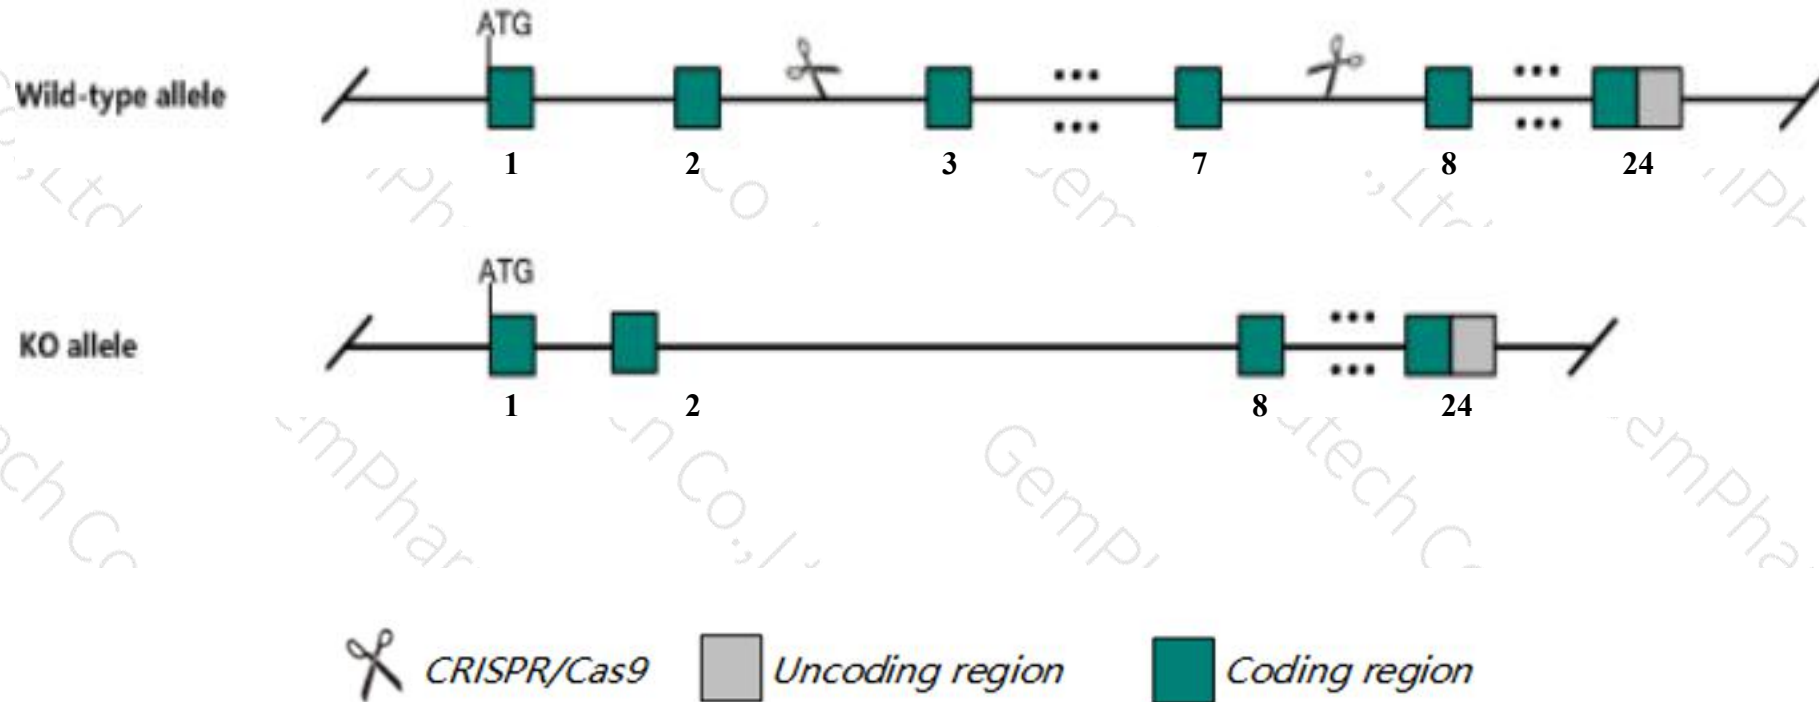 ATG
Wild-type allele
1 2 3 7 8 24
ATG
KO allele
1 2 8 24
CRISPR/Cas9 Uncoding region Coding region